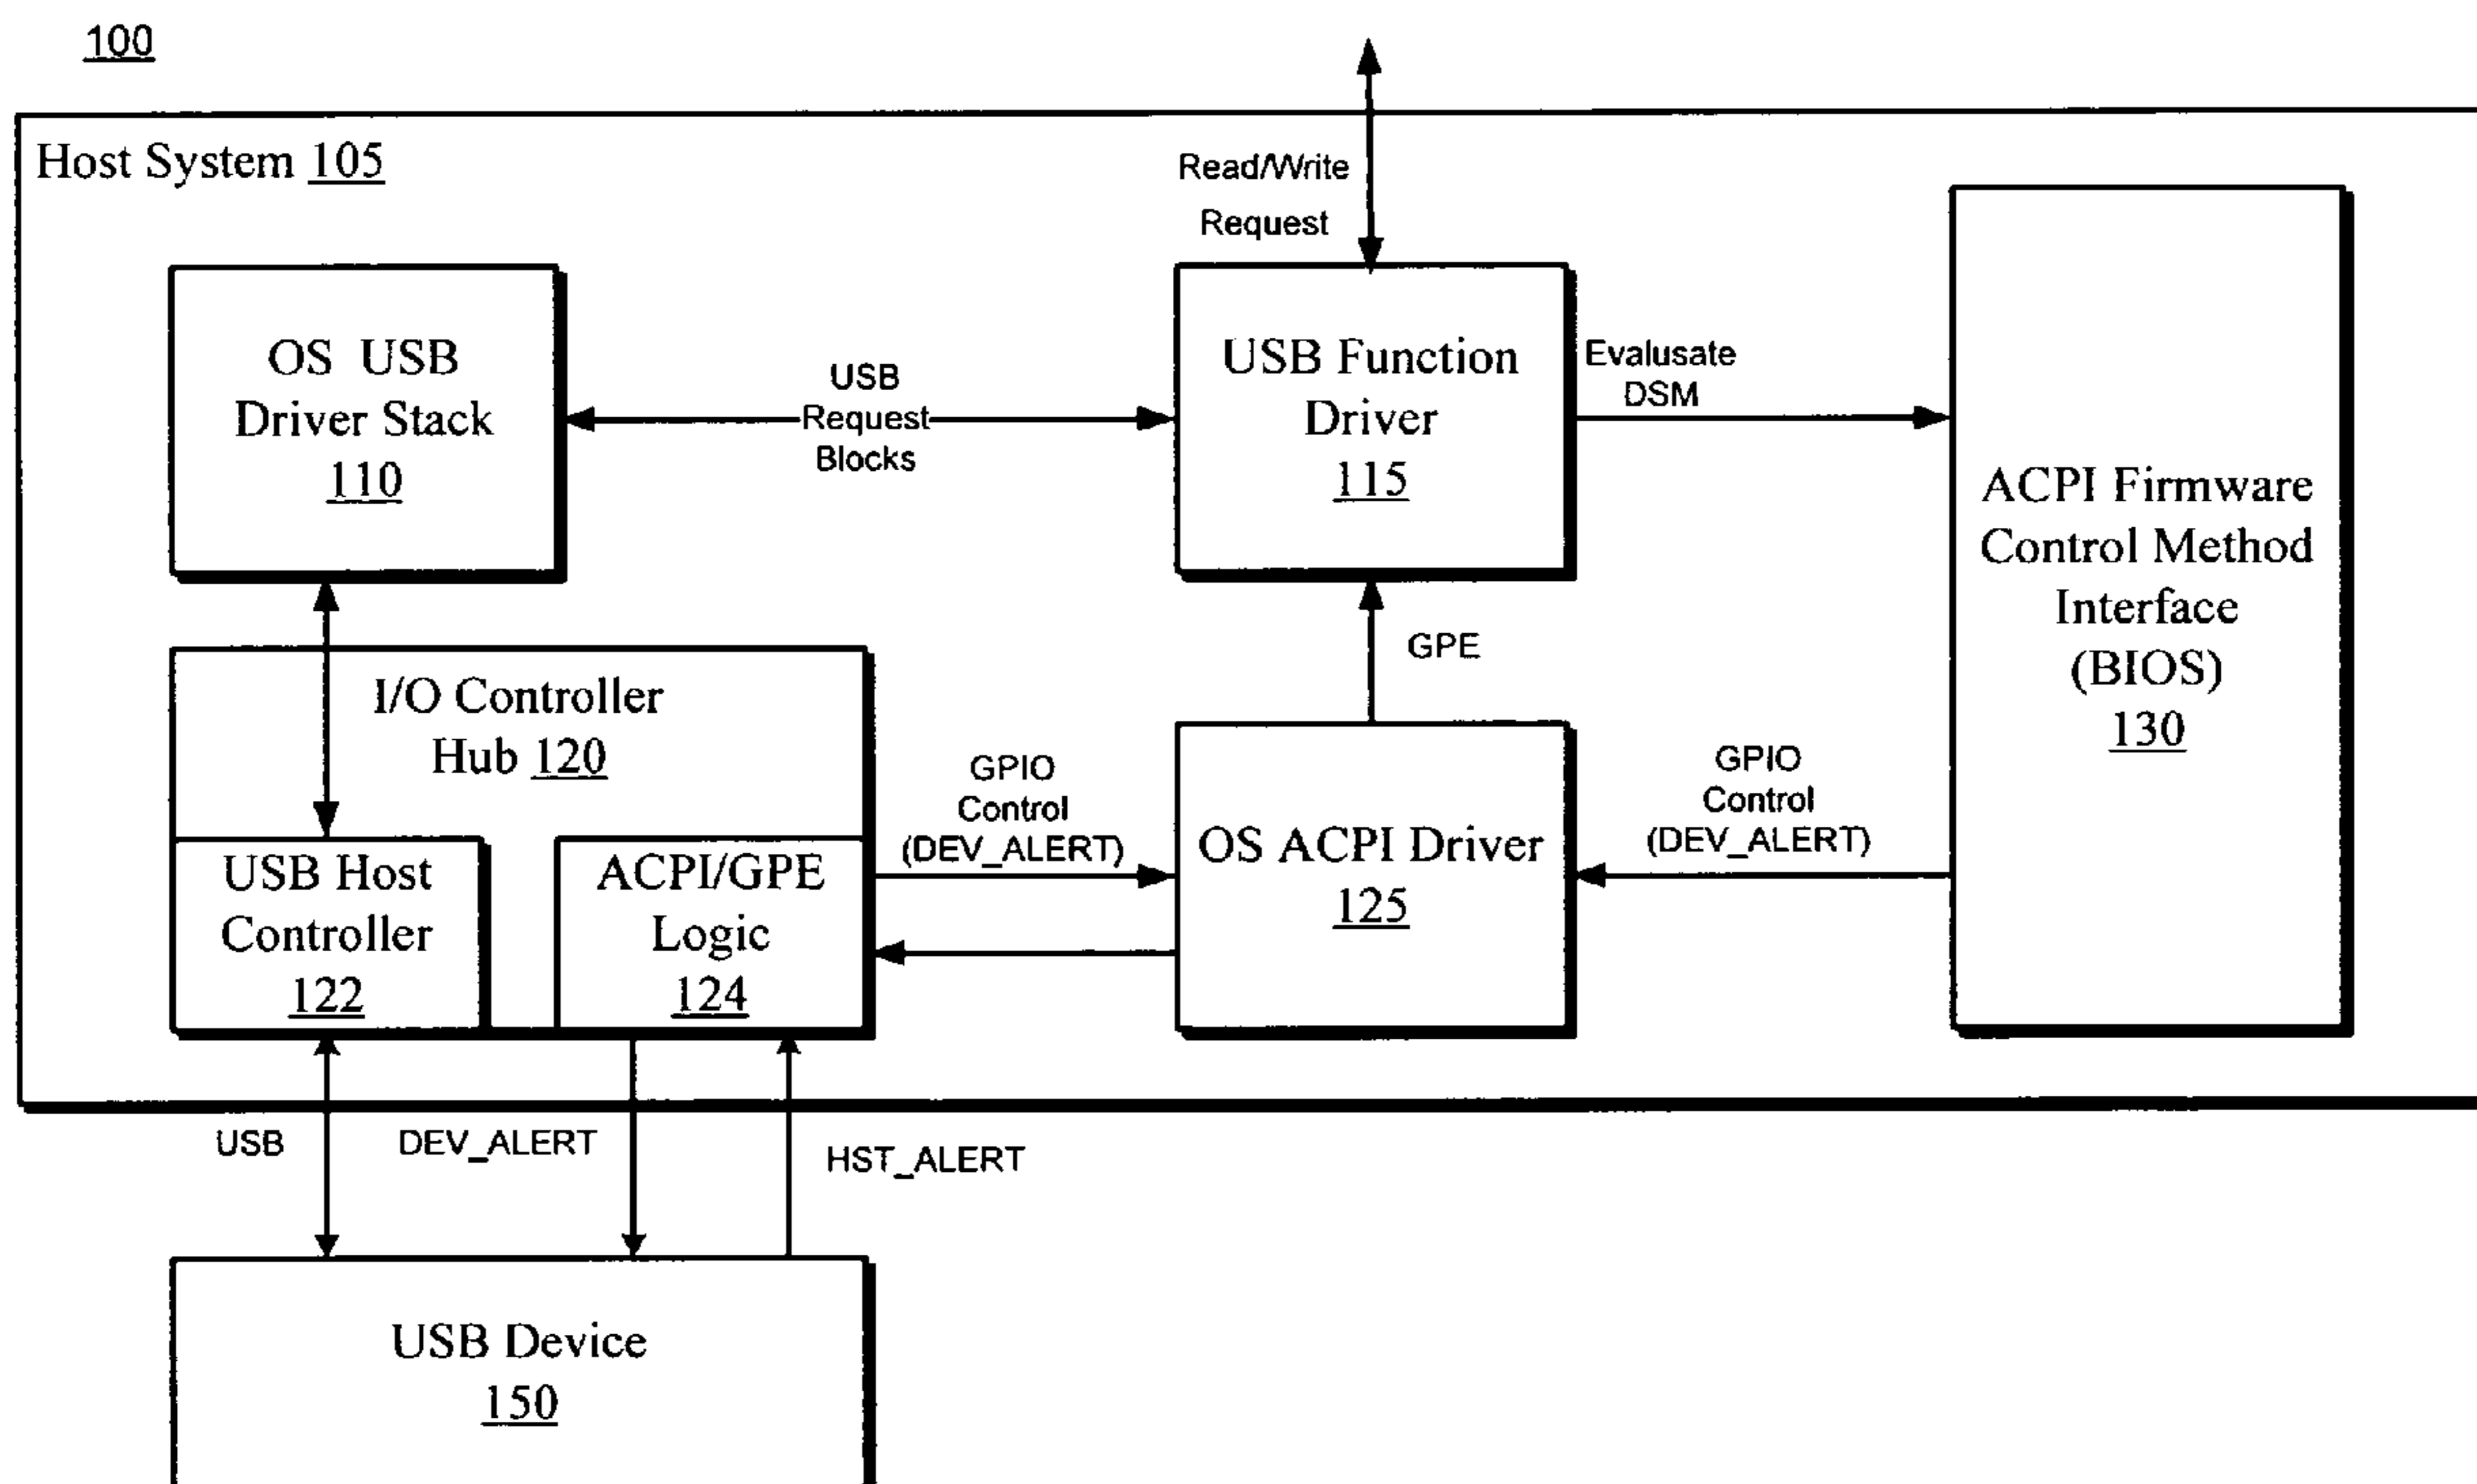 100
Host System 105
Read/Write
Request
OS USB
Driver Stack
110
USB
Request
Blocks
USB Function
Driver
115
Evalusate
DSM
ACPI Firmware
Control Method
Interface
(BIOS)
130
GPE
I/O Controller
Hub 120
USB Host
Controller
122
ACPI/GPE
Logic
124
GPIO
Control
(DEV_ALERT)
OS ACPI Driver
125
GPIO
Control
(DEV_ALERT)
USB
DEV_ALERT
HST_ALERT
USB Device
150